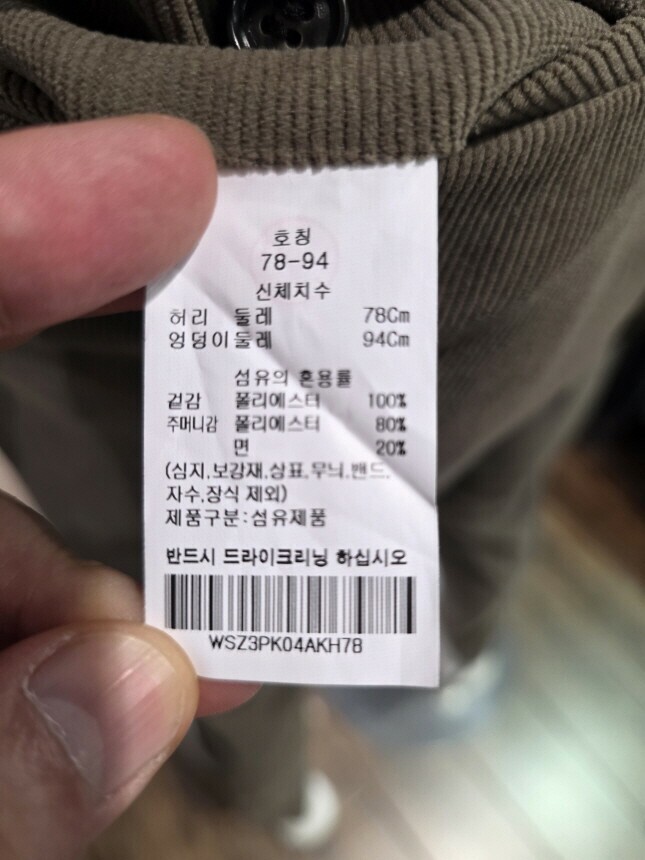 호칭
78-94
신체치수
허리 둘레 78Cm
엉덩이둘레 94Cm
섬유의 혼용률
겉감 폴리에스터 100%
주머니감 폴리에스터 80%
면 20%
(심지,보강재,상표,무늬,밴드,
자수,장식 제외)
제품구분:섬유제품
반드시 드라이크리닝 하십시오
WSZ3PK04AKH78